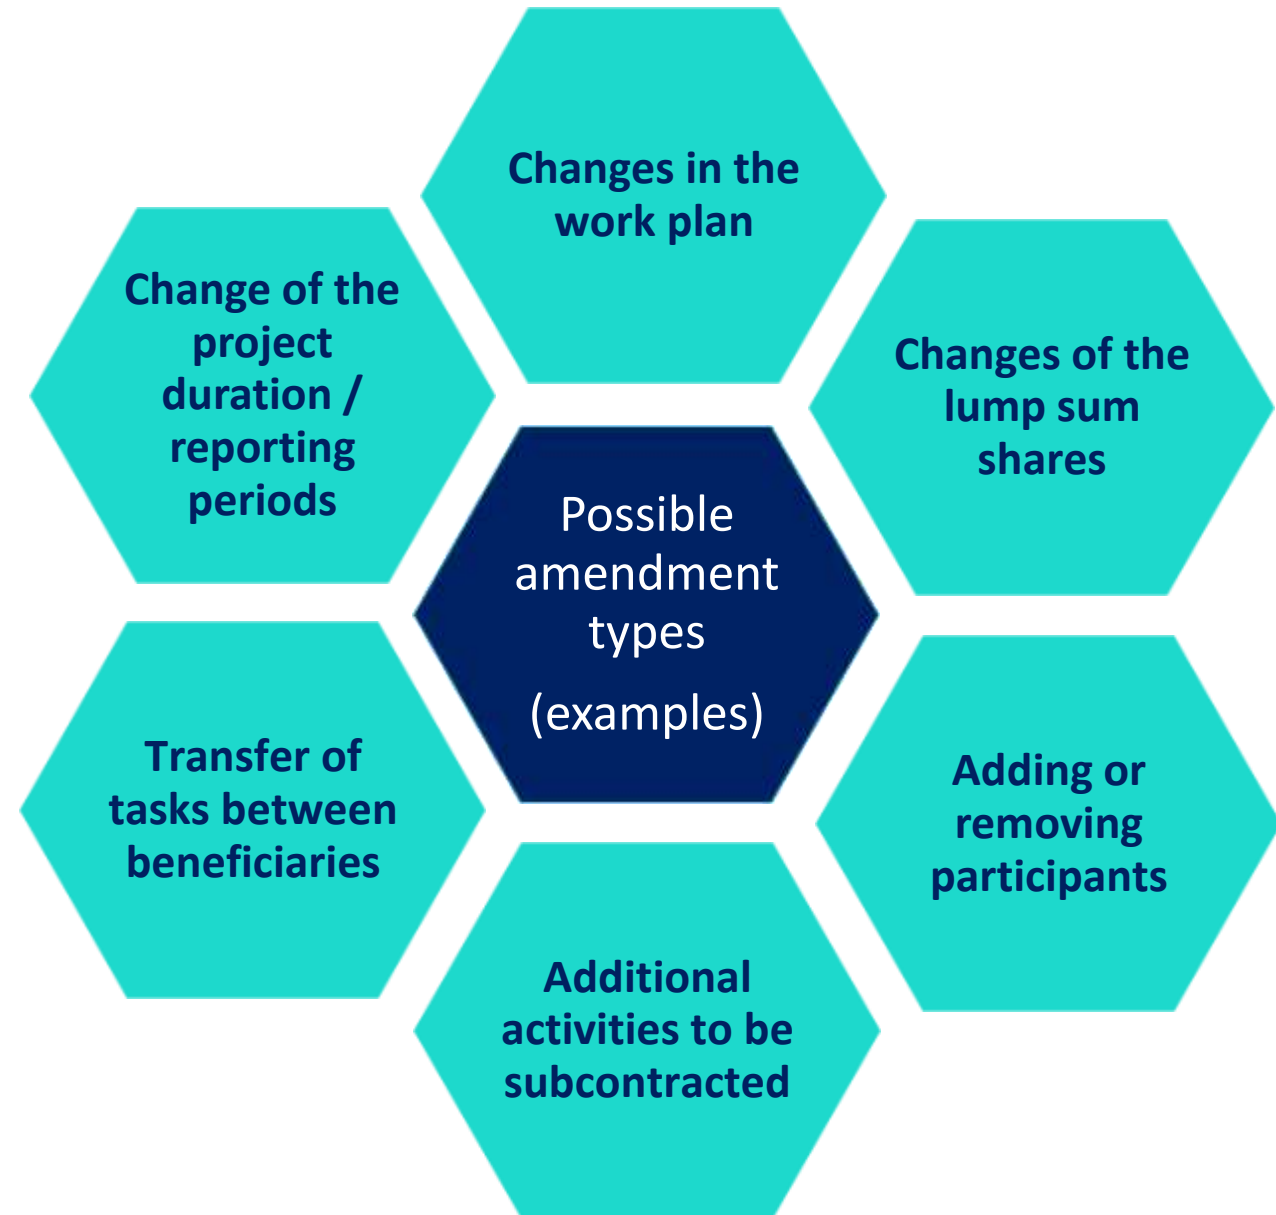 Changes in the
work plan
Change of the
project
duration /
reporting
periods
Changes of the
lump sum
shares
Possible
amendment
types
(examples)
Transfer of
tasks between
beneficiaries
Adding or
removing
participants
Additional
activities to be
subcontracted